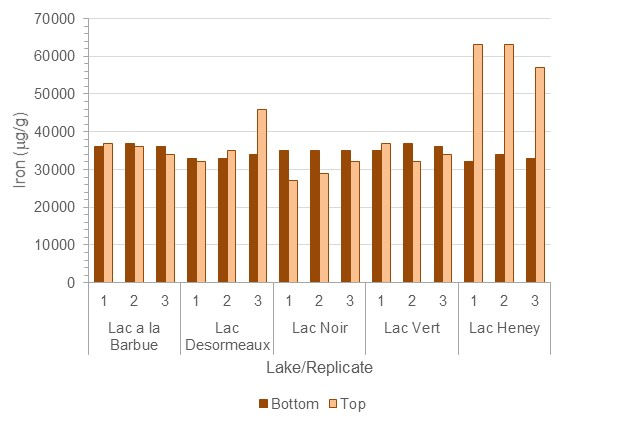 70000
60000
50000
40000
30000
20000
10000
0
Iron (µg/g)
1 2 3 1 2 3 1 2 3 1 2 3 1 2 3
Lac a la Barbue
Lac Desormeaux
Lac Noir
Lac Vert
Lac Heney
Lake/Replicate
Bottom Top